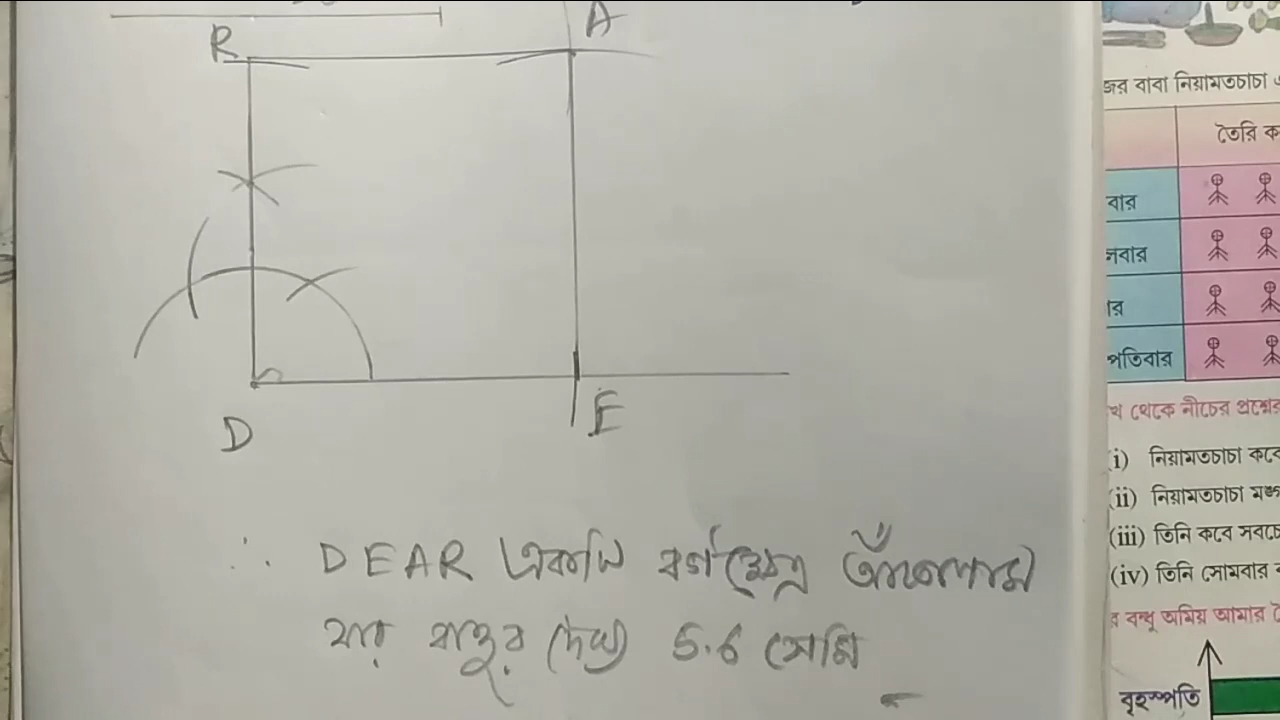 R A
D E
∴ DEAR একটি বর্গক্ষেত্র আঁকলাম
যার বাহুর দৈর্ঘ্য 5.6 সেমি
জর বাবা নিয়ামতচাচা
তৈরি ক
বার
লবার
ার
পতিবার
থেকে নীচের প্রশ্নের
(i) নিয়ামতচাচা কবে
(ii) নিয়ামতচাচা মঙ্গ
(iii) তিনি কবে সবচে
(iv) তিনি সোমবার
র বন্ধু অমিয় আমার
বৃহস্পতি